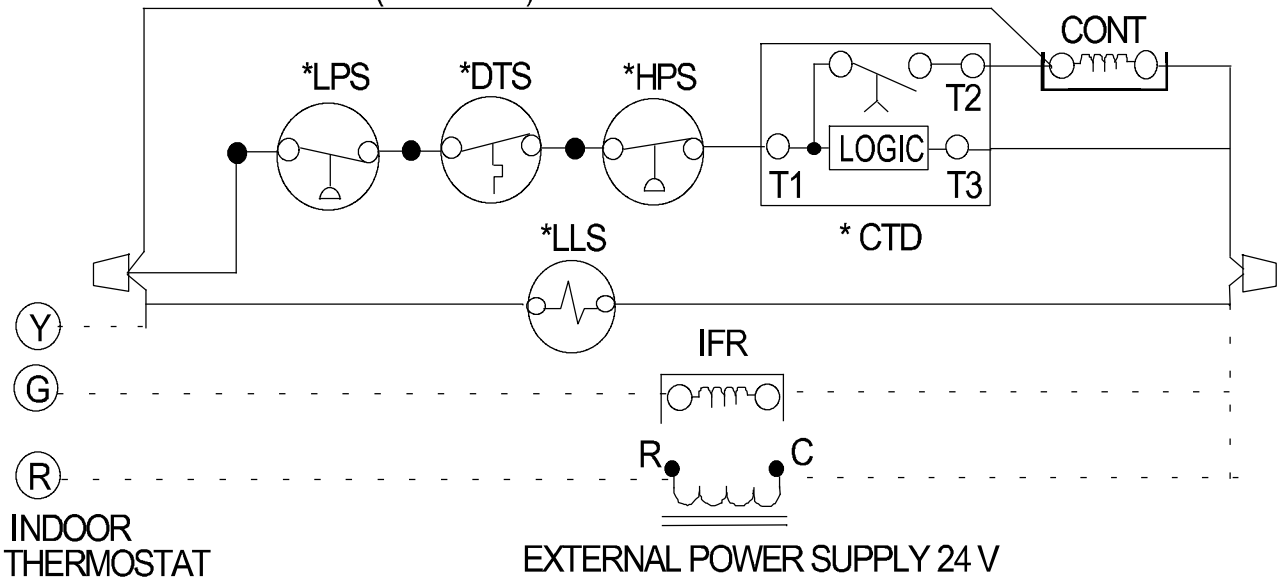 CONT
*LPS
*DTS
*HPS
T2
LOGIC
T1
T3
*LLS
* CTD
Y
IFR
G
R
C
R
INDOOR
THERMOSTAT
EXTERNAL POWER SUPPLY 24 V